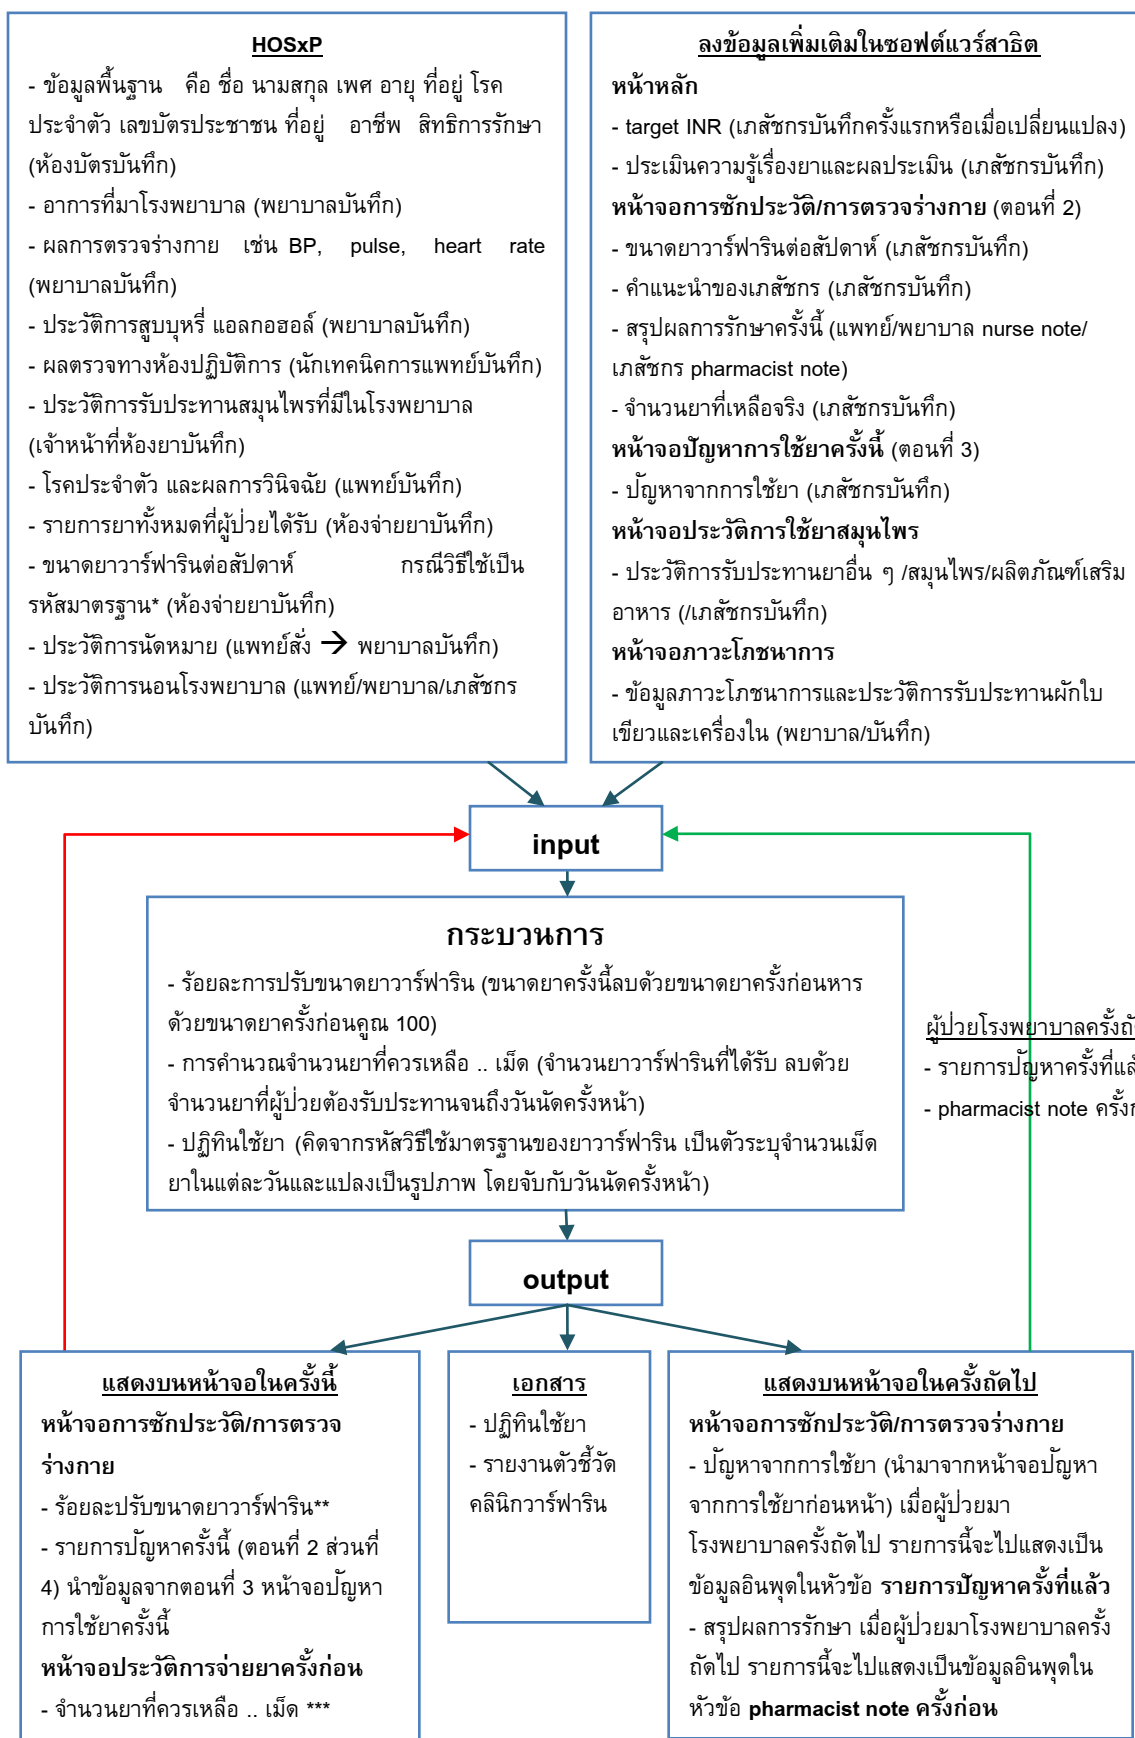 HOSxP
- ข้อมูลพื้นฐาน คือ ชื่อ นามสกุล เพศ อายุ ที่อยู่ โรค
ประจำตัว เลขบัตรประชาชน ที่อยู่ อาชีพ สิทธิการรักษา
(ห้องบัตรบันทึก)
- อาการที่มาโรงพยาบาล (พยาบาลบันทึก)
- ผลการตรวจร่างกาย เช่น BP, pulse, heart rate
(พยาบาลบันทึก)
- ประวัติการสูบบุหรี่ แอลกอฮอล์ (พยาบาลบันทึก)
- ผลตรวจทางห้องปฏิบัติการ (นักเทคนิคการแพทย์บันทึก)
- ประวัติการรับประทานสมุนไพรที่มีในโรงพยาบาล
(เจ้าหน้าที่ห้องยาบันทึก)
- โรคประจำตัว และผลการวินิจฉัย (แพทย์บันทึก)
- รายการยาทั้งหมดที่ผู้ป่วยได้รับ (ห้องจ่ายยาบันทึก)
- ขนาดยาวาร์ฟารินต่อสัปดาห์ กรณีวิธีใช้เป็น
รหัสมาตรฐาน* (ห้องจ่ายยาบันทึก)
- ประวัติการนัดหมาย (แพทย์สั่ง → พยาบาลบันทึก)
- ประวัติการนอนโรงพยาบาล (แพทย์/พยาบาล/เภสัชกร
บันทึก)
ลงข้อมูลเพิ่มเติมในซอฟต์แวร์สาธิต
หน้าหลัก
- target INR (เภสัชกรบันทึกครั้งแรกหรือเมื่อเปลี่ยนแปลง)
- ประเมินความรู้เรื่องยาและผลประเมิน (เภสัชกรบันทึก)
หน้าจอการซักประวัติ/การตรวจร่างกาย (ตอนที่ 2)
- ขนาดยาวาร์ฟารินต่อสัปดาห์ (เภสัชกรบันทึก)
- คำแนะนำของเภสัชกร (เภสัชกรบันทึก)
- สรุปผลการรักษาครั้งนี้ (แพทย์/พยาบาล nurse note/
เภสัชกร pharmacist note)
- จำนวนยาที่เหลือจริง (เภสัชกรบันทึก)
หน้าจอปัญหาการใช้ยาครั้งนี้ (ตอนที่ 3)
- ปัญหาจากการใช้ยา (เภสัชกรบันทึก)
หน้าจอประวัติการใช้ยาสมุนไพร
- ประวัติการรับประทานยาอื่น ๆ /สมุนไพร/ผลิตภัณฑ์เสริม
อาหาร (/เภสัชกรบันทึก)
หน้าจอภาวะโภชนาการ
- ข้อมูลภาวะโภชนาการและประวัติการรับประทานผักใบ
เขียวและเครื่องใน (พยาบาล/บันทึก)
input
กระบวนการ
- ร้อยละการปรับขนาดยาวาร์ฟาริน (ขนาดยาครั้งนี้ลบด้วยขนาดยาครั้งก่อนหาร
ด้วยขนาดยาครั้งก่อนคูณ 100)
- การคำนวณจำนวนยาที่ควรเหลือ .. เม็ด (จำนวนยาวาร์ฟารินที่ได้รับ ลบด้วย
จำนวนยาที่ผู้ป่วยต้องรับประทานจนถึงวันนัดครั้งหน้า)
- ปฏิทินใช้ยา (คิดจากรหัสวิธีใช้มาตรฐานของยาวาร์ฟาริน เป็นตัวระบุจำนวนเม็ด
ยาในแต่ละวันและแปลงเป็นรูปภาพ โดยจับกับวันนัดครั้งหน้า)
ผู้ป่วยโรงพยาบาลครั้งถั
- รายการปัญหาครั้งที่แล้
- pharmacist note ครั้งก่
output
แสดงบนหน้าจอในครั้งนี้
หน้าจอการซักประวัติ/การตรวจ
ร่างกาย
- ร้อยละปรับขนาดยาวาร์ฟาริน**
- รายการปัญหาครั้งนี้ (ตอนที่ 2 ส่วนที่
4) นำข้อมูลจากตอนที่ 3 หน้าจอปัญหา
การใช้ยาครั้งนี้
หน้าจอประวัติการจ่ายยาครั้งก่อน
- จำนวนยาที่ควรเหลือ .. เม็ด ***
เอกสาร
- ปฏิทินใช้ยา
- รายงานตัวชี้วัด
คลินิกวาร์ฟาริน
แสดงบนหน้าจอในครั้งถัดไป
หน้าจอการซักประวัติ/การตรวจร่างกาย
- ปัญหาจากการใช้ยา (นำมาจากหน้าจอปัญหา
จากการใช้ยาก่อนหน้า) เมื่อผู้ป่วยมา
โรงพยาบาลครั้งถัดไป รายการนี้จะไปแสดงเป็น
ข้อมูลอินพุตในหัวข้อ รายการปัญหาครั้งที่แล้ว
- สรุปผลการรักษา เมื่อผู้ป่วยมาโรงพยาบาลครั้ง
ถัดไป รายการนี้จะไปแสดงเป็นข้อมูลอินพุตใน
หัวข้อ pharmacist note ครั้งก่อน